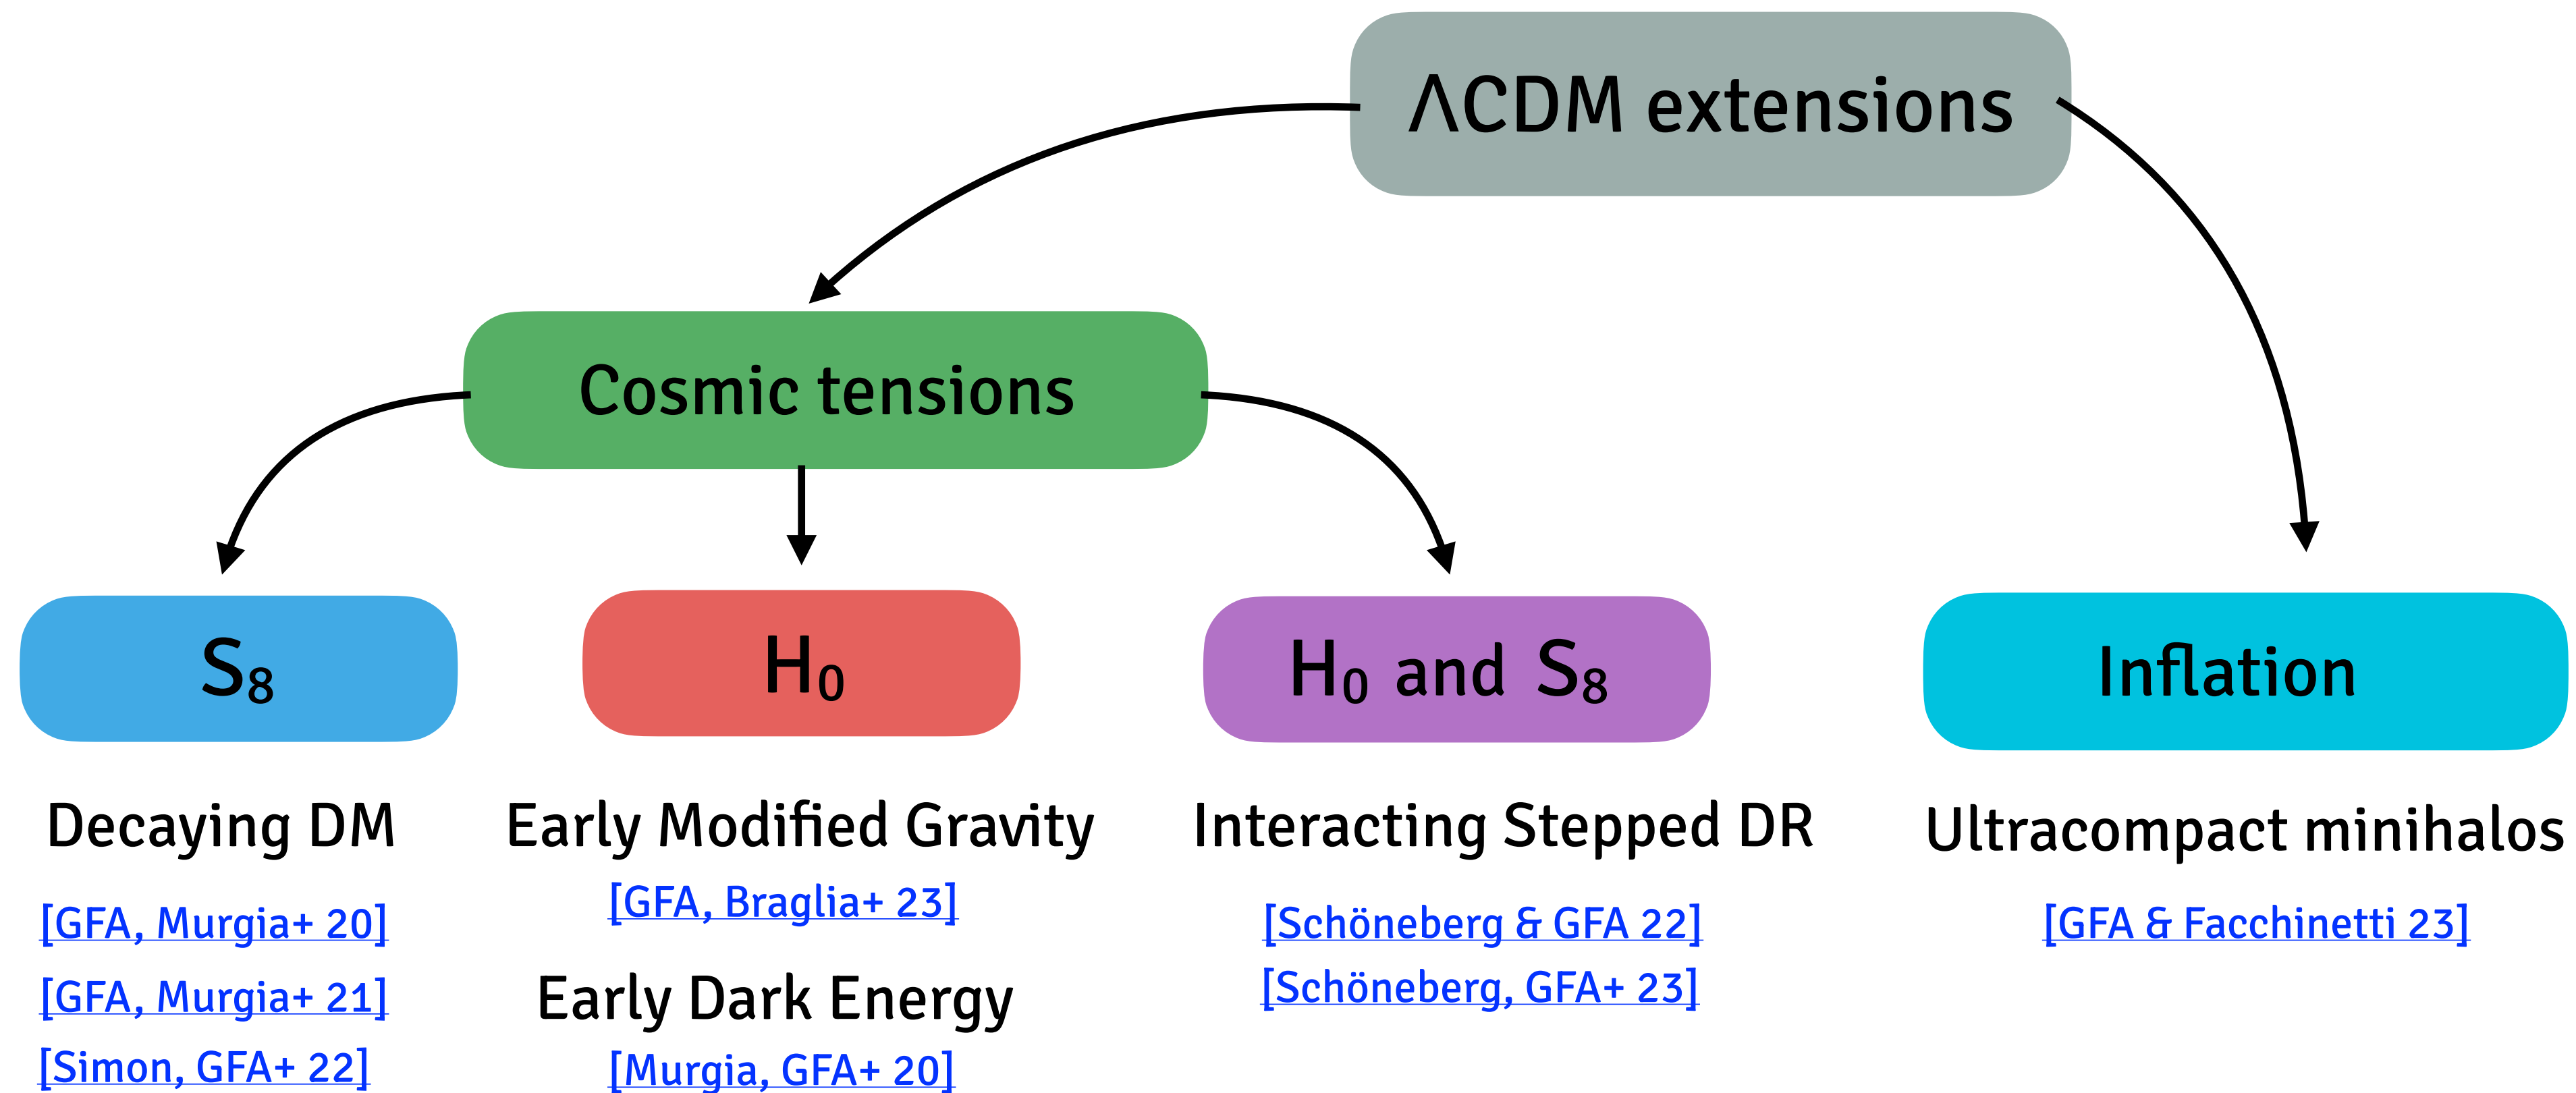 ΛCDM extensions
Cosmic tensions
S₈
H₀
H₀ and S₈
Inflation
Decaying DM
[GFA, Murgia+ 20]
[GFA, Murgia+ 21]
[Simon, GFA+ 22]
Early Modified Gravity
[GFA, Braglia+ 23]
Early Dark Energy
[Murgia, GFA+ 20]
Interacting Stepped DR
[Schöneberg & GFA 22]
[Schöneberg, GFA+ 23]
Ultracompact minihalos
[GFA & Facchinetti 23]